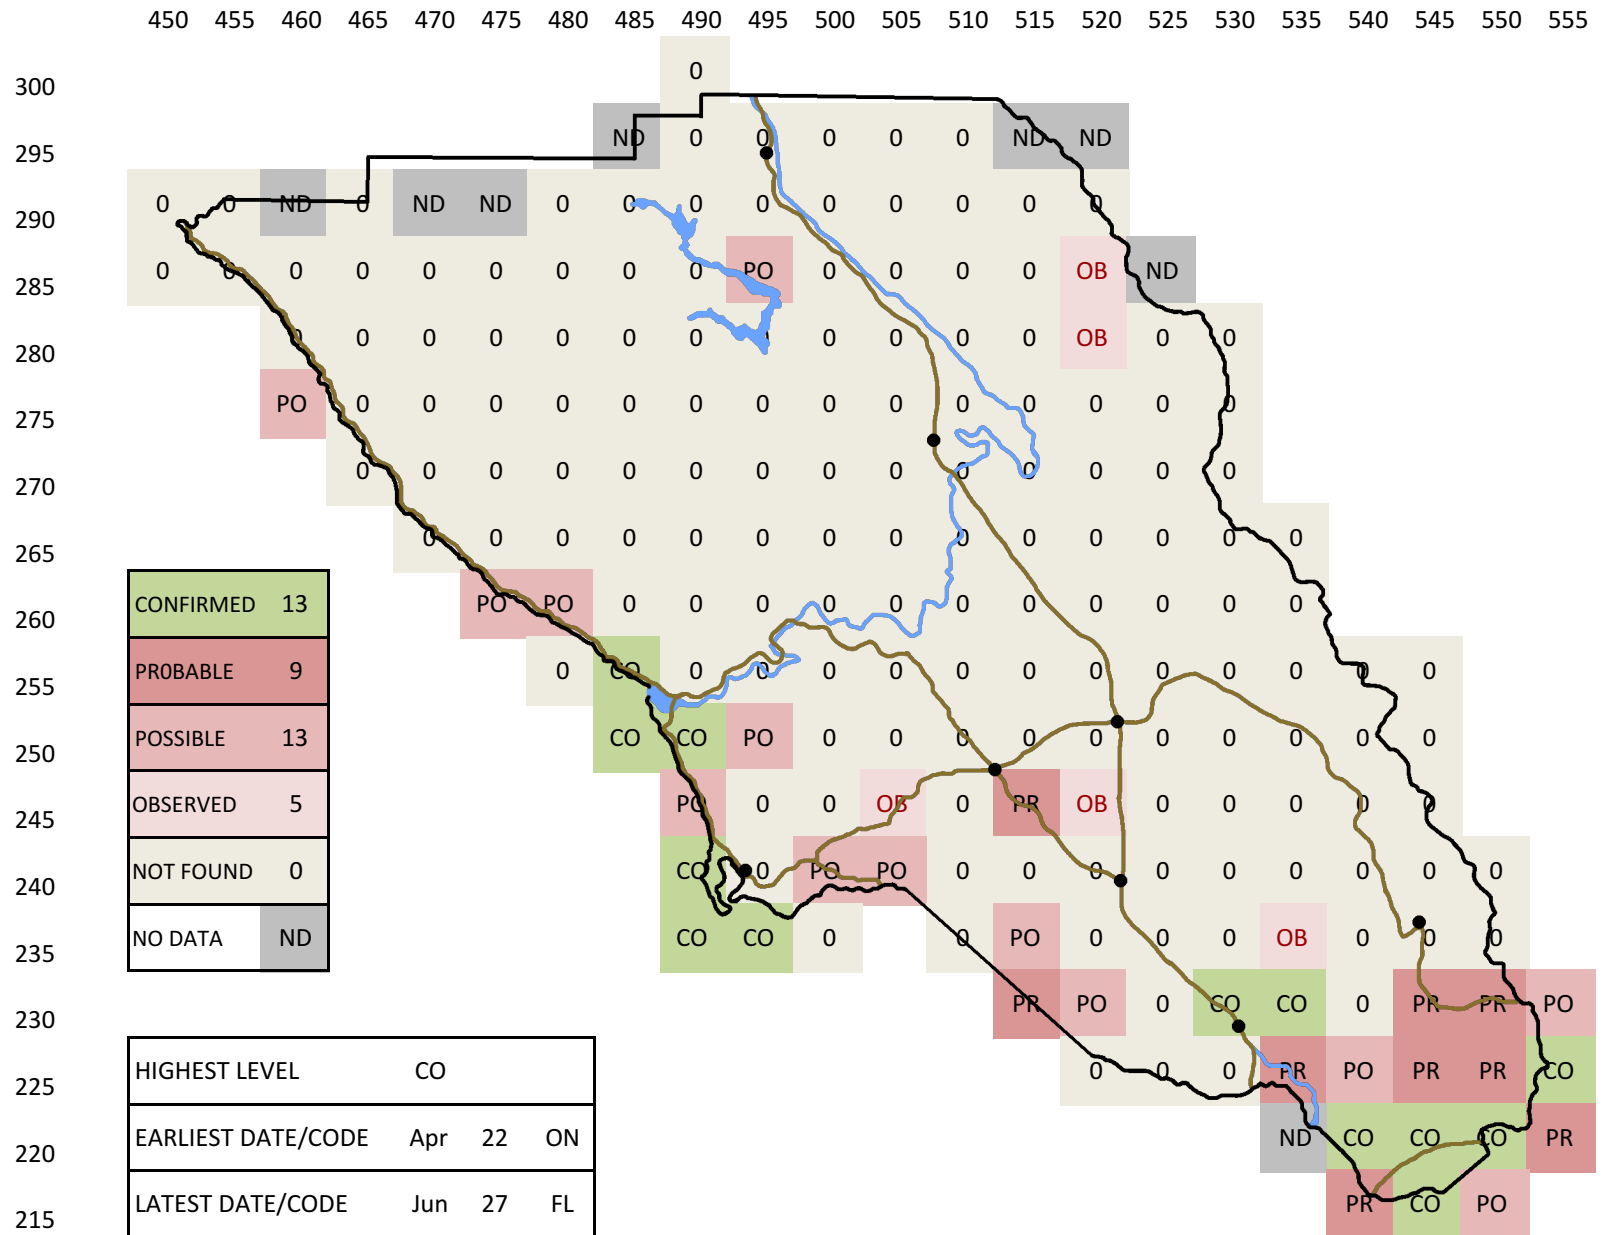 450 455 460 465 470 475 480 485 490 495 500 505 510 515 520 525 530 535 540 545 550 555
300 0
295 ND 0 0 0 0 0 ND ND
290 0 0 ND 0 ND ND 0 0 0 0 0 0 0 0 0
285 0 0 0 0 0 0 0 0 0 PO 0 0 0 0 OB ND
280 0 0 0 0 0 0 0 0 0 0 0 0 OB 0 0
275 PO 0 0 0 0 0 0 0 0 0 0 0 0 0 0
270 0 0 0 0 0 0 0 0 0 0 0 0 0 0
265 0 0 0 0 0 0 0 0 0 0 0 0 0 0
260 PO PO 0 0 0 0 0 0 0 0 0 0 0
255 0 CO 0 0 0 0 0 0 0 0 0 0 0 0
250 CO CO PO 0 0 0 0 0 0 0 0 0 0
245 PO 0 0 OB 0 PR OB 0 0 0 0 0
240 CO 0 PO PO 0 0 0 0 0 0 0 0 0
235 CO CO 0 0 PO 0 0 0 OB 0 0 0
230 PR PO 0 CO CO 0 PR PR PO
225 0 0 0 PR PO PR PR CO
220 ND CO CO CO PR
215 PR CO PO
CONFIRMED 13
PR0BABLE 9
POSSIBLE 13
OBSERVED 5
NOT FOUND 0
NO DATA ND
HIGHEST LEVEL CO
EARLIEST DATE/CODE Apr 22 ON
LATEST DATE/CODE Jun 27 FL